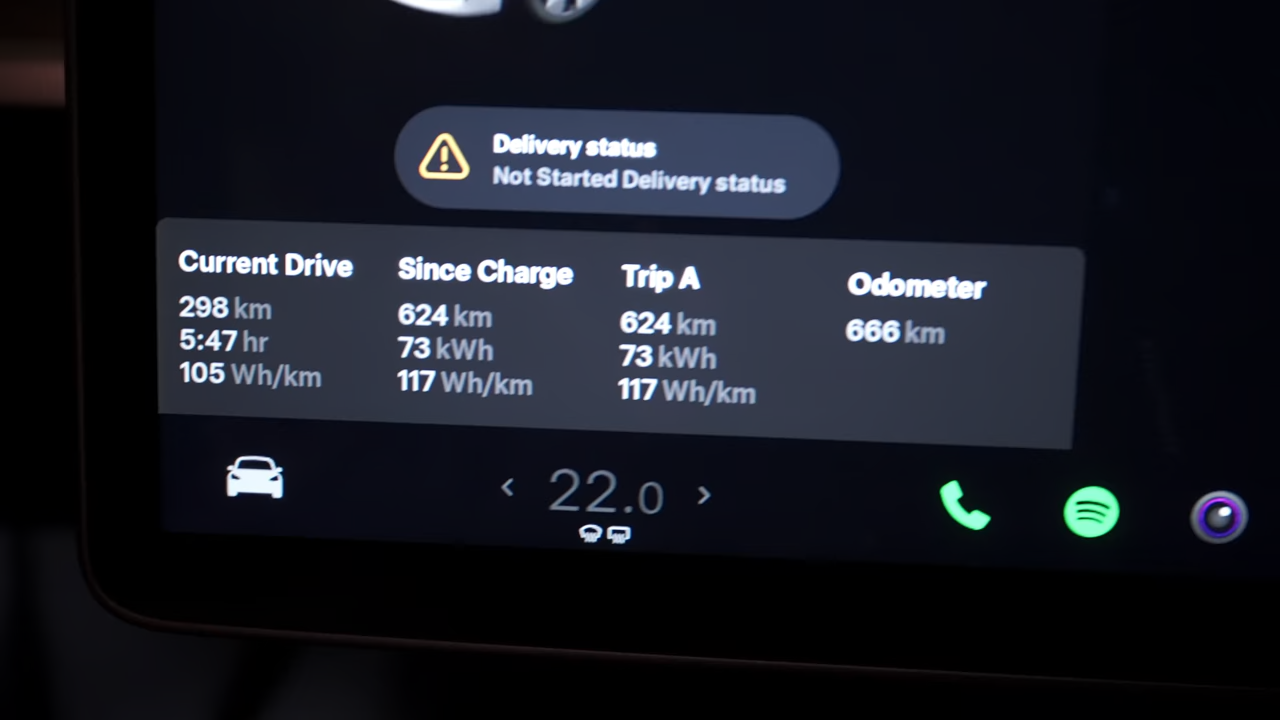 Delivery status
Not Started Delivery status
Current Drive
298 km
5:47 hr
105 Wh/km
Since Charge
624 km
73 kWh
117 Wh/km
Trip A
624 km
73 kWh
117 Wh/km
Odometer
666 km
22.0